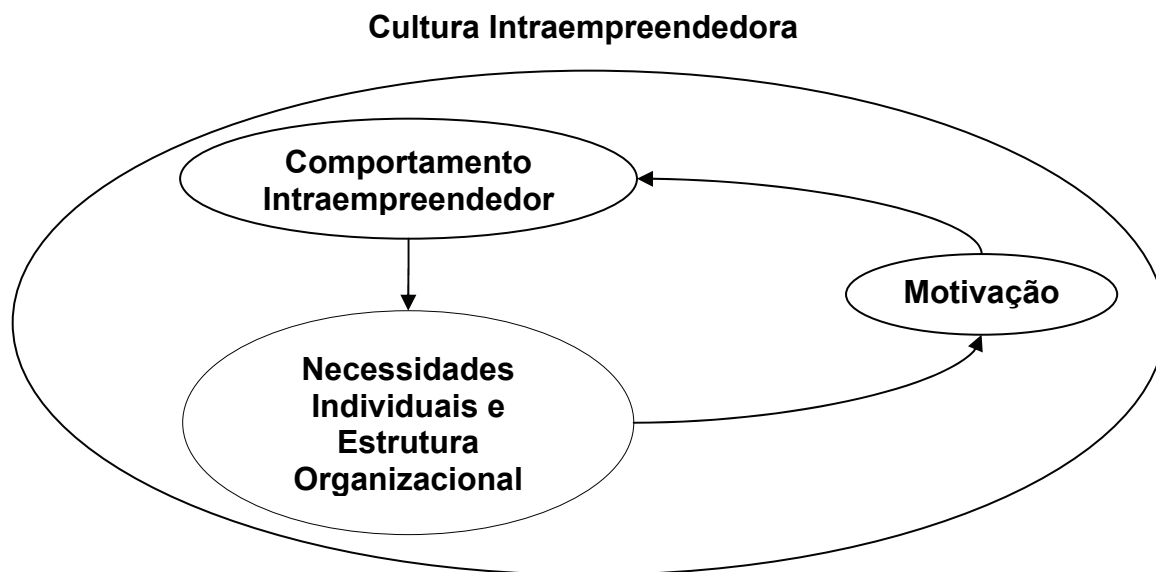 Cultura Intraempreendedora
Comportamento
Intraempreendedor
Motivação
Necessidades
Individuais e
Estrutura
Organizacional